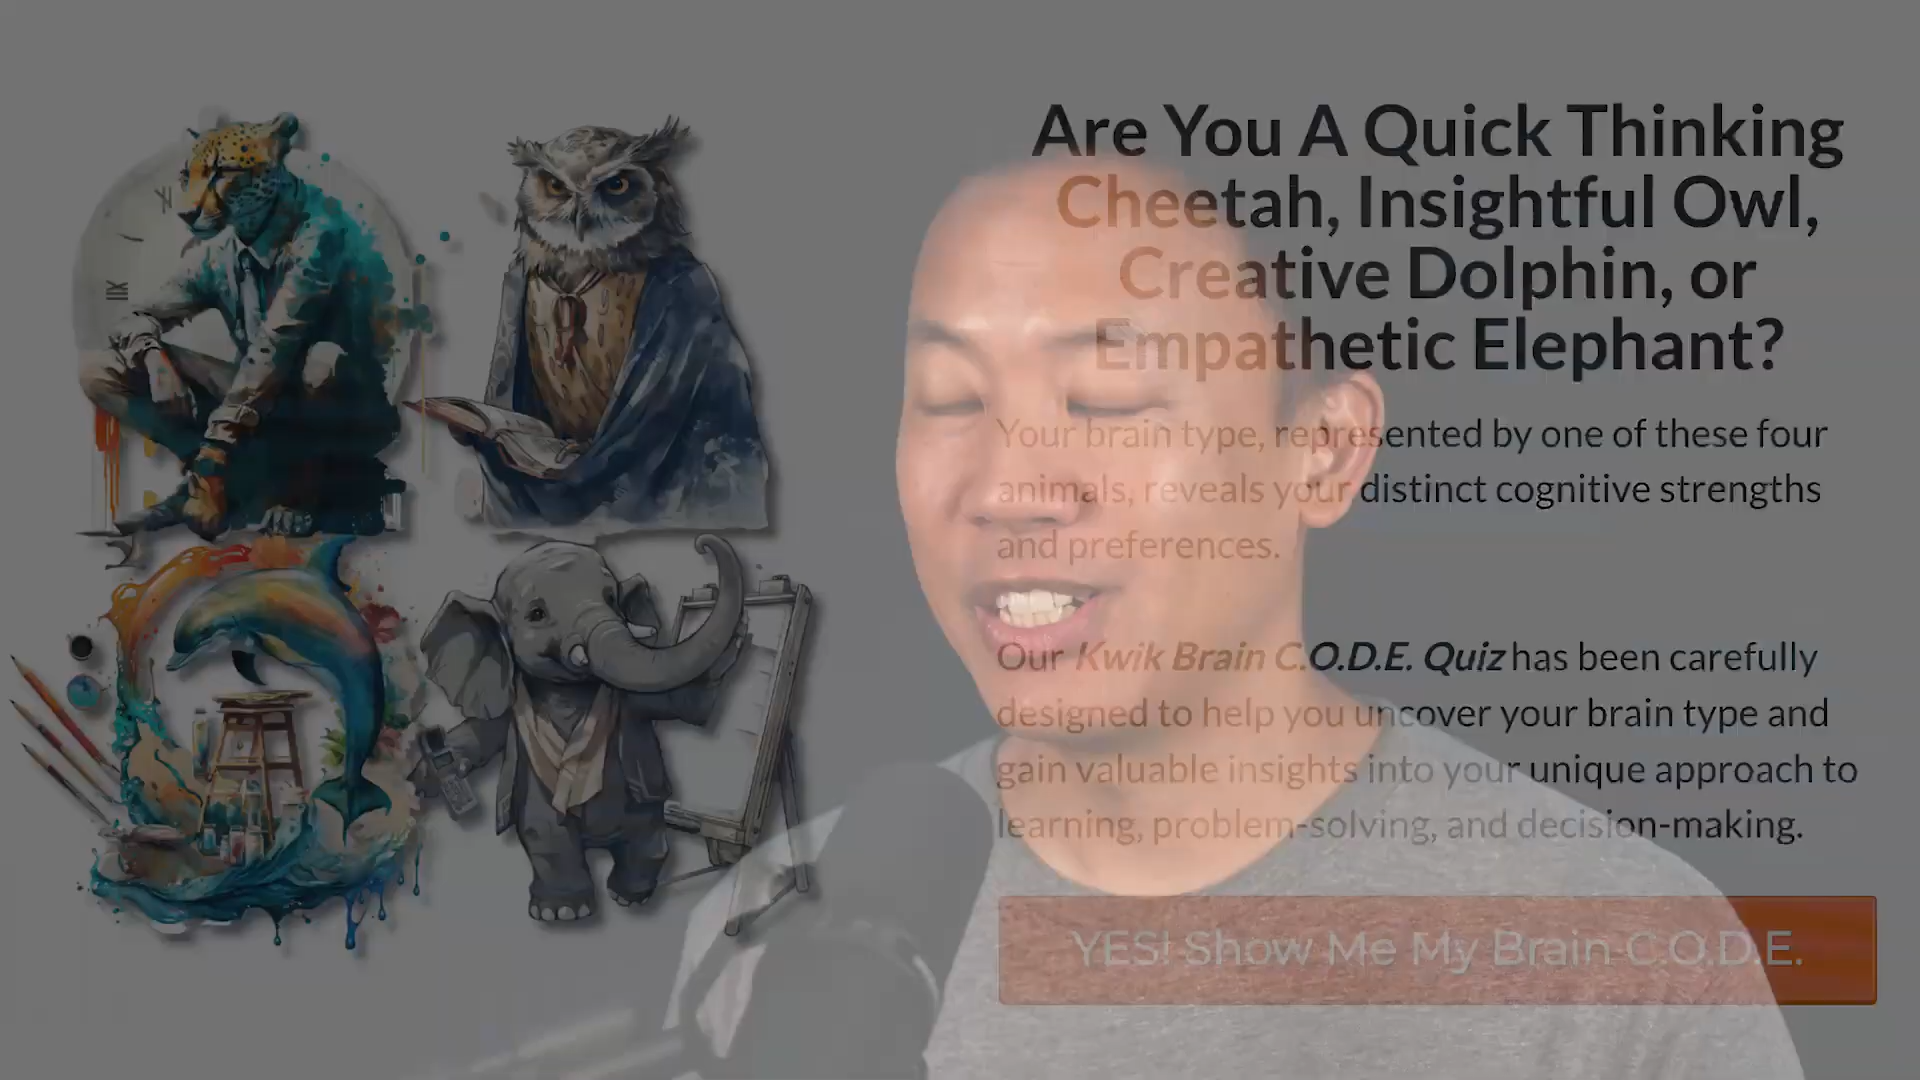 Are You A Quick Thinking
Cheetah, Insightful Owl,
Creative Dolphin, or
Empathetic Elephant?
Your brain type, represented by one of these four
animals, reveals your distinct cognitive strengths
and preferences.
Our Kwik Brain C.O.D.E. Quiz has been carefully
designed to help you uncover your brain type and
gain valuable insights into your unique approach to
learning, problem-solving, and decision-making.
YES! Show Me My Brain C.O.D.E.